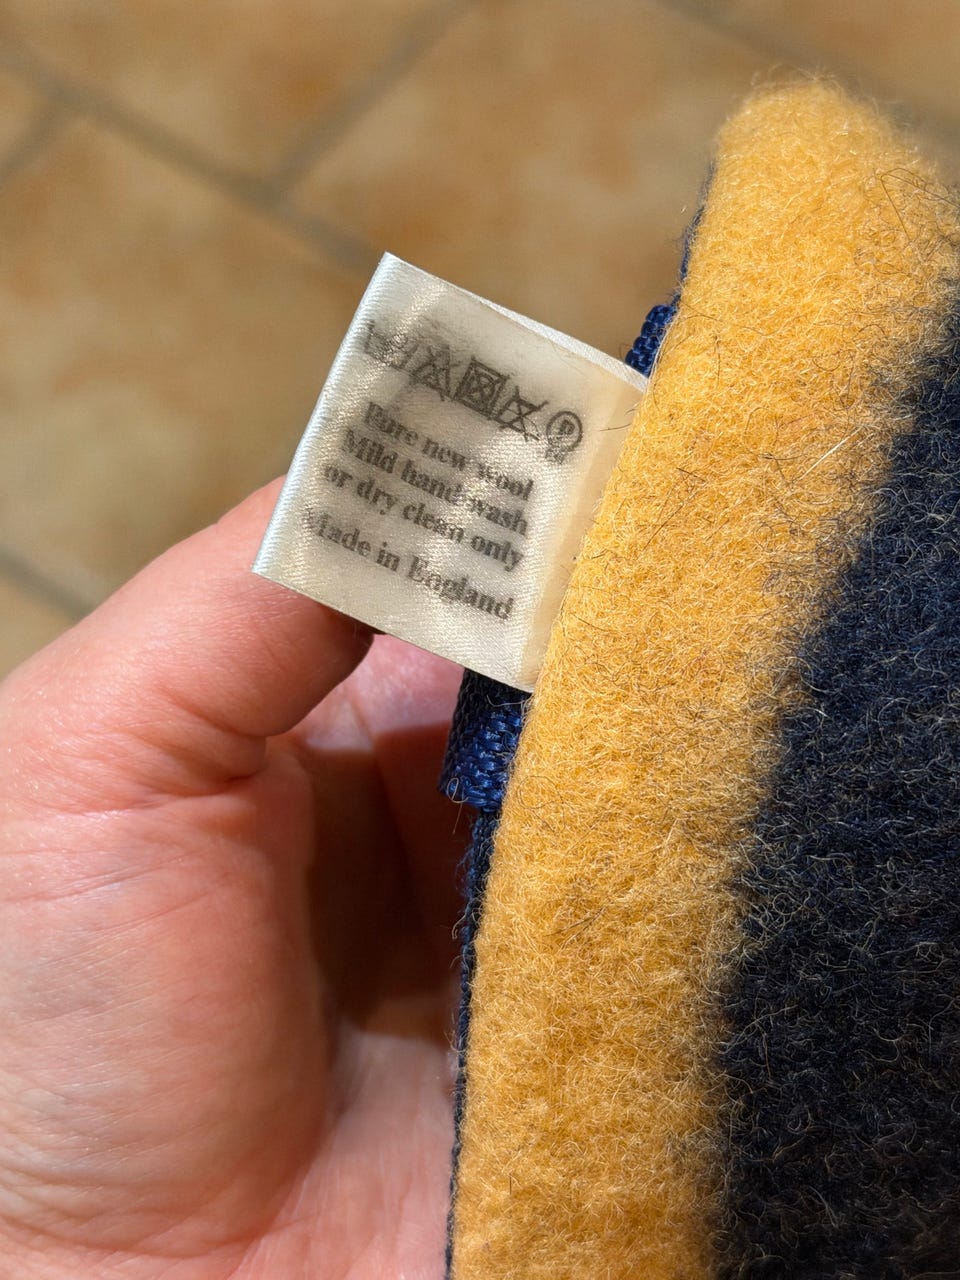 P
Pure new wool
Mild hand wash
or dry clean only
Made in England